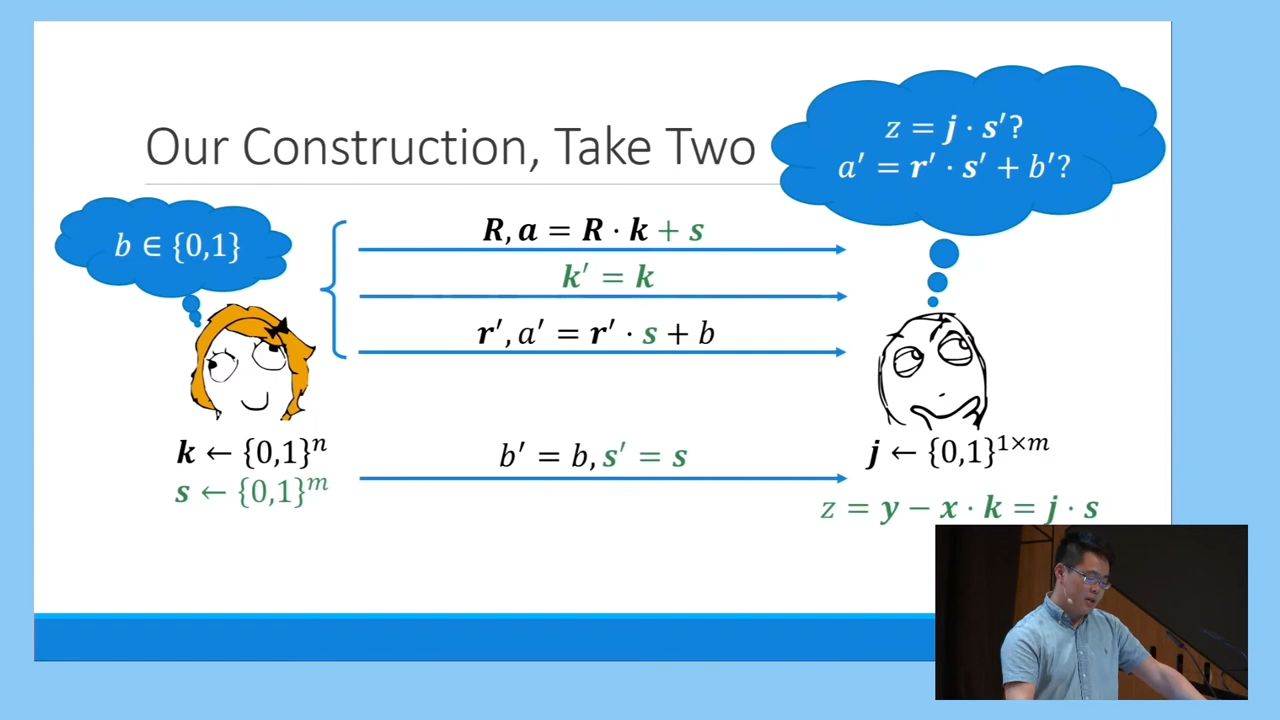 Our Construction, Take Two
z = j · s′?
a′ = r′ · s′ + b′?
b ∈ {0,1}
R, a = R · k + s
k′ = k
r′, a′ = r′ · s + b
k ← {0,1}ⁿ
s ← {0,1}ᵐ
b′ = b, s′ = s
j ← {0,1}¹ˣᵐ
z = y − x · k = j · s